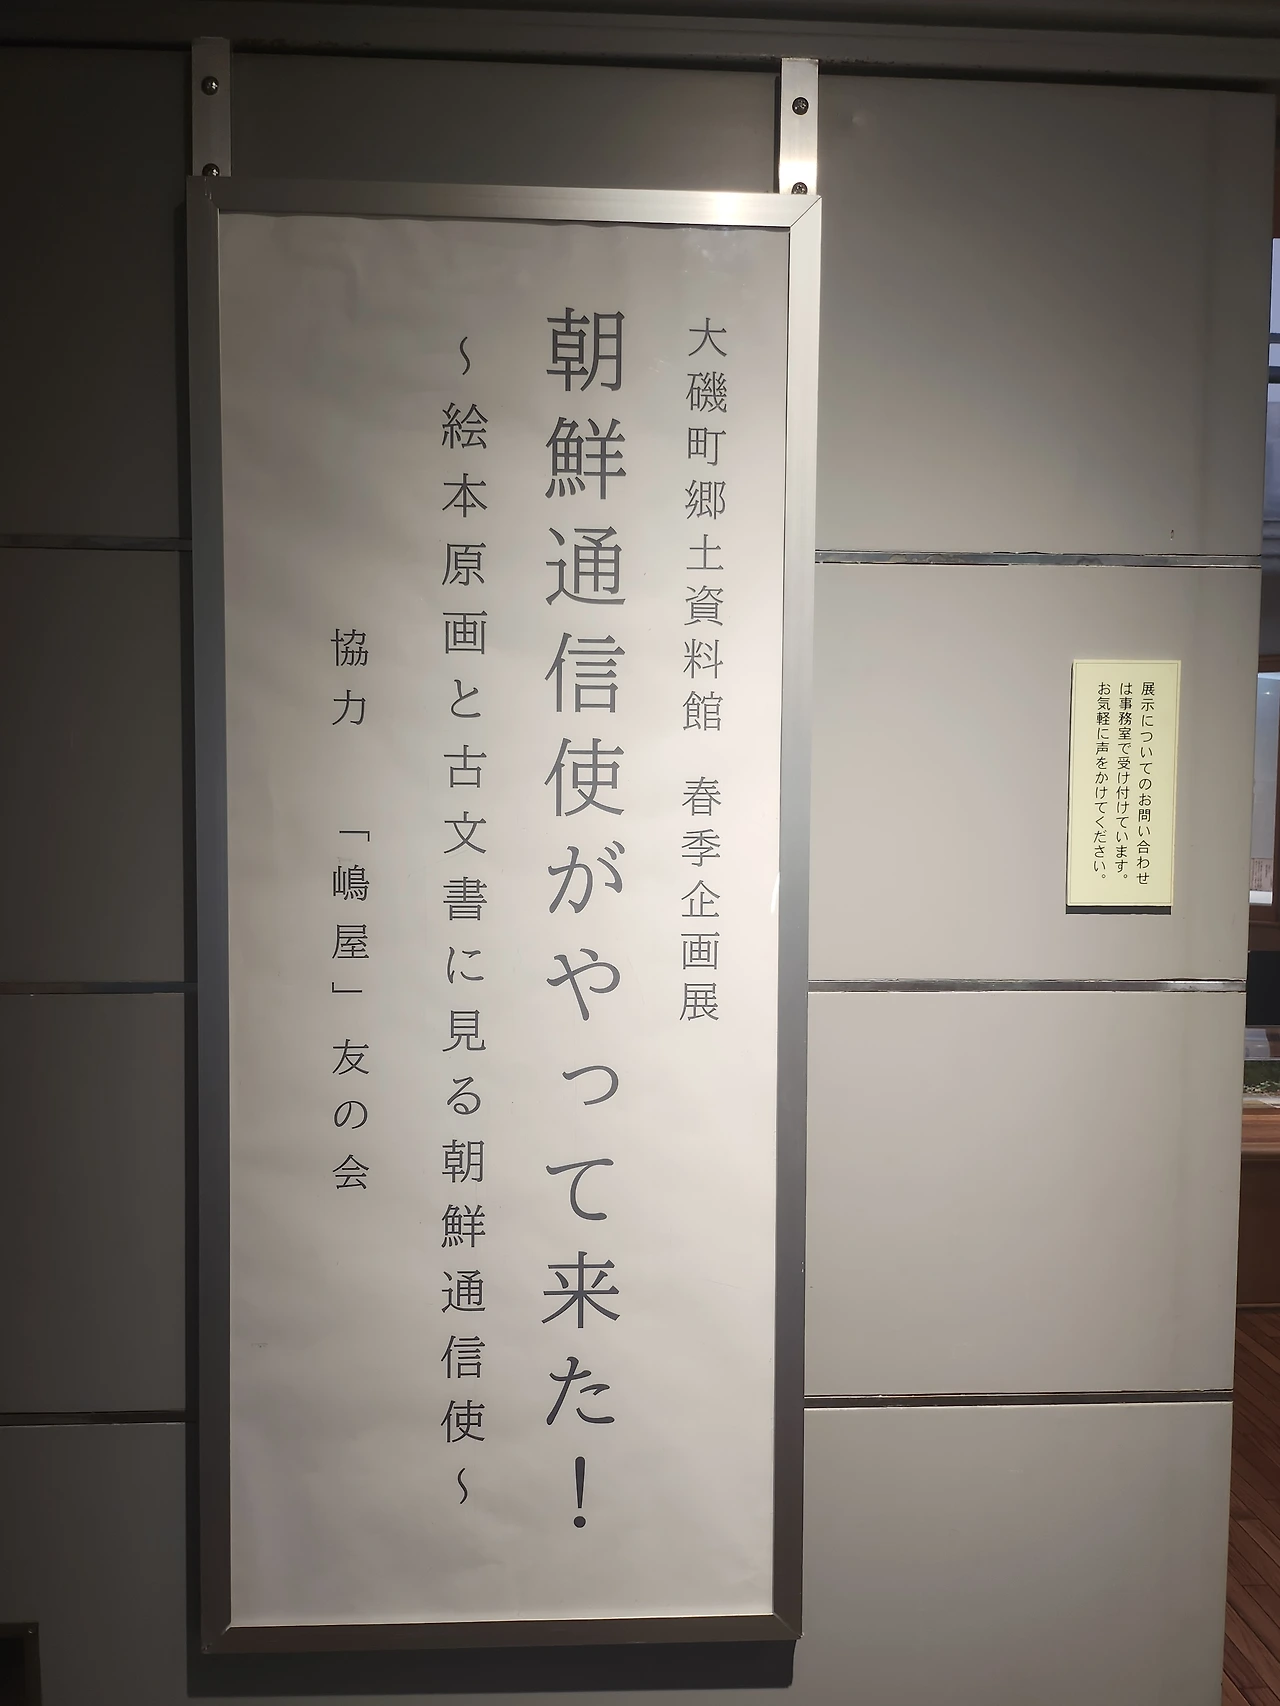 大磯町郷土資料館 春季企画展
朝鮮通信使がやって来た！
～絵本原画と古文書に見る朝鮮通信使～
協力 「嶋屋」友の会
展示についてのお問い合わせ
は事務室で受け付けています。
お気軽に声をかけてください。